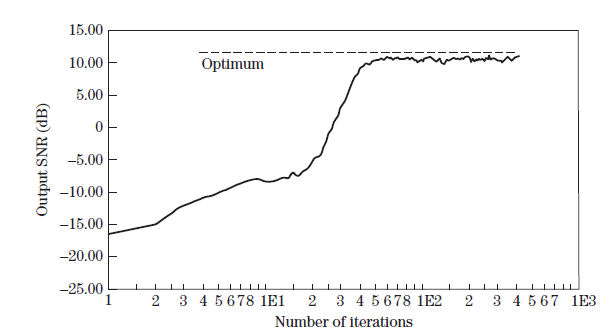 15.00
10.00
5.00
0
−5.00
−10.00
−15.00
−20.00
−25.00
Output SNR (dB)
Optimum
1 2 3 4 5 6 7 8 1E1 2 3 4 5 6 7 8 1E2 2 3 4 5 6 7 1E3
Number of iterations